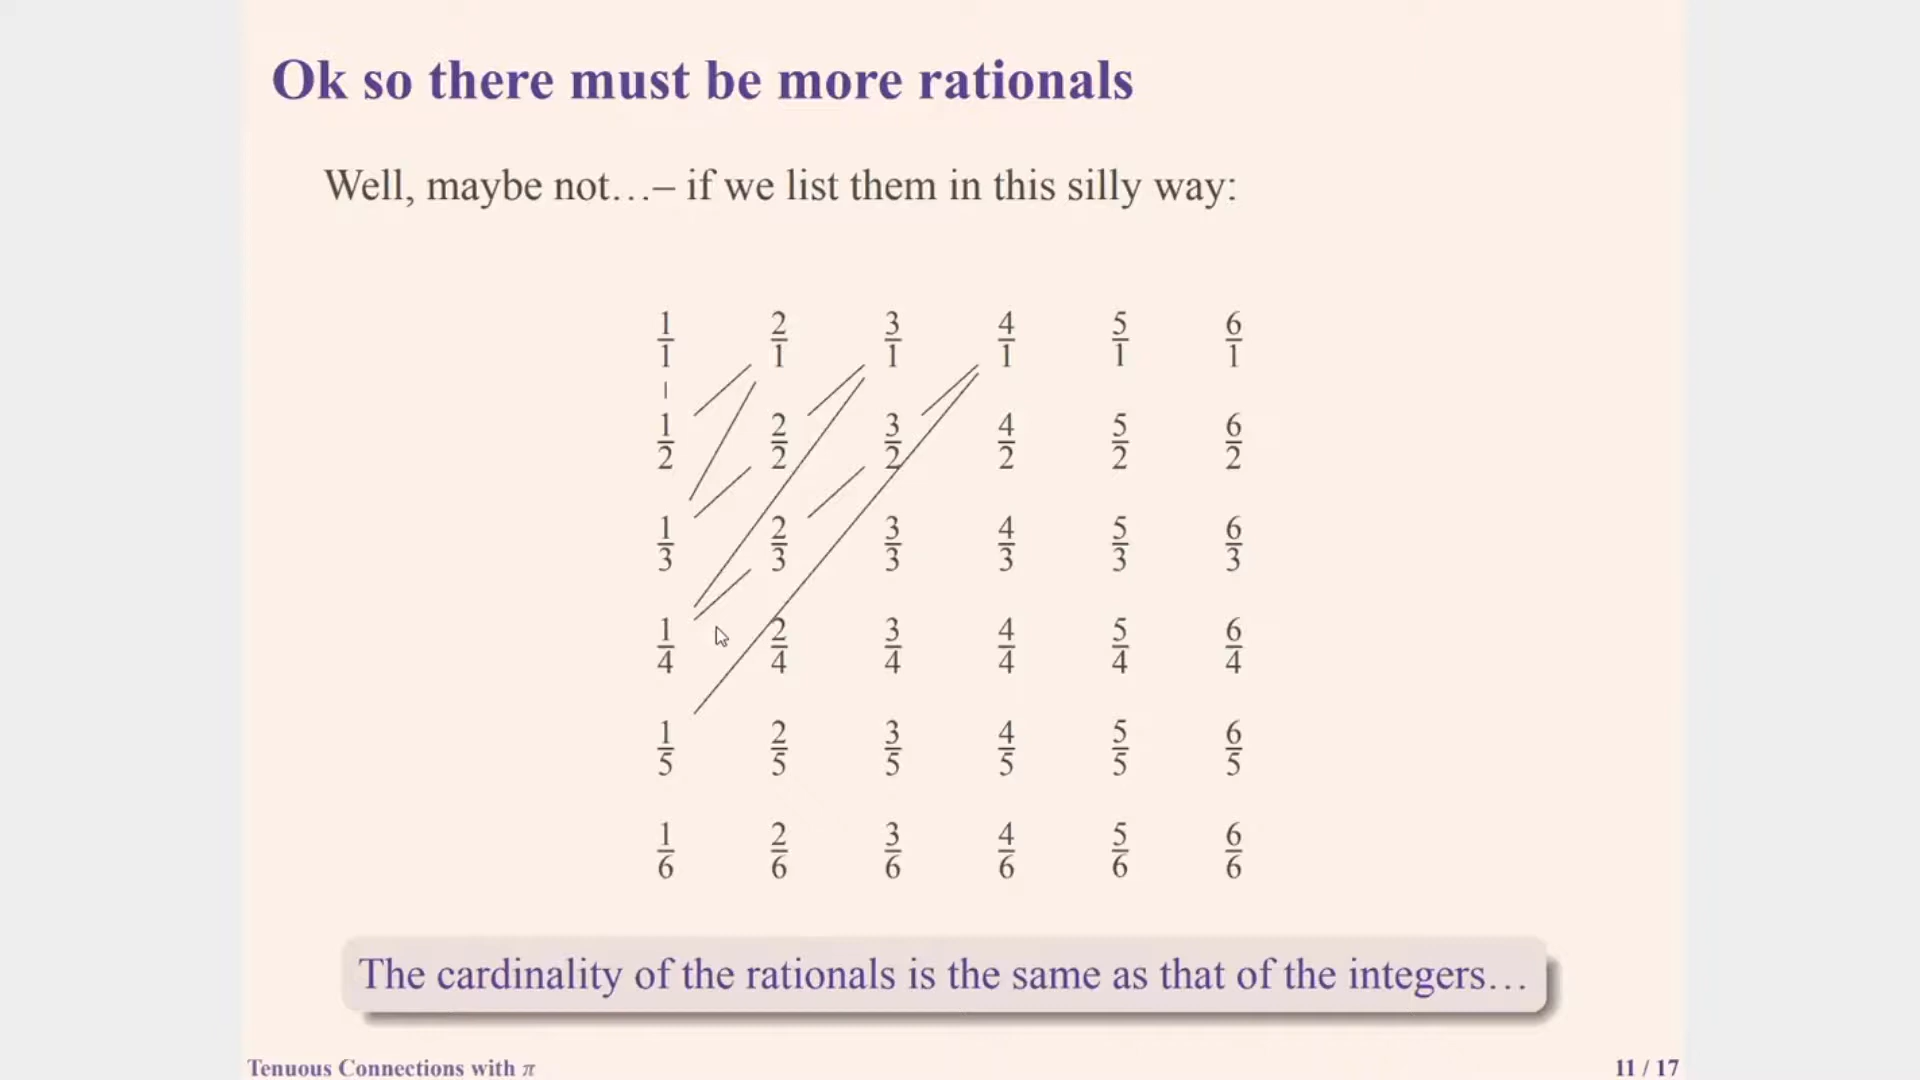 Ok so there must be more rationals
Well, maybe not…– if we list them in this silly way:
1/1 2/1 3/1 4/1 5/1 6/1
1/2 2/2 3/2 4/2 5/2 6/2
1/3 2/3 3/3 4/3 5/3 6/3
1/4 2/4 3/4 4/4 5/4 6/4
1/5 2/5 3/5 4/5 5/5 6/5
1/6 2/6 3/6 4/6 5/6 6/6
The cardinality of the rationals is the same as that of the integers…
Tenuous Connections with π 11 / 17